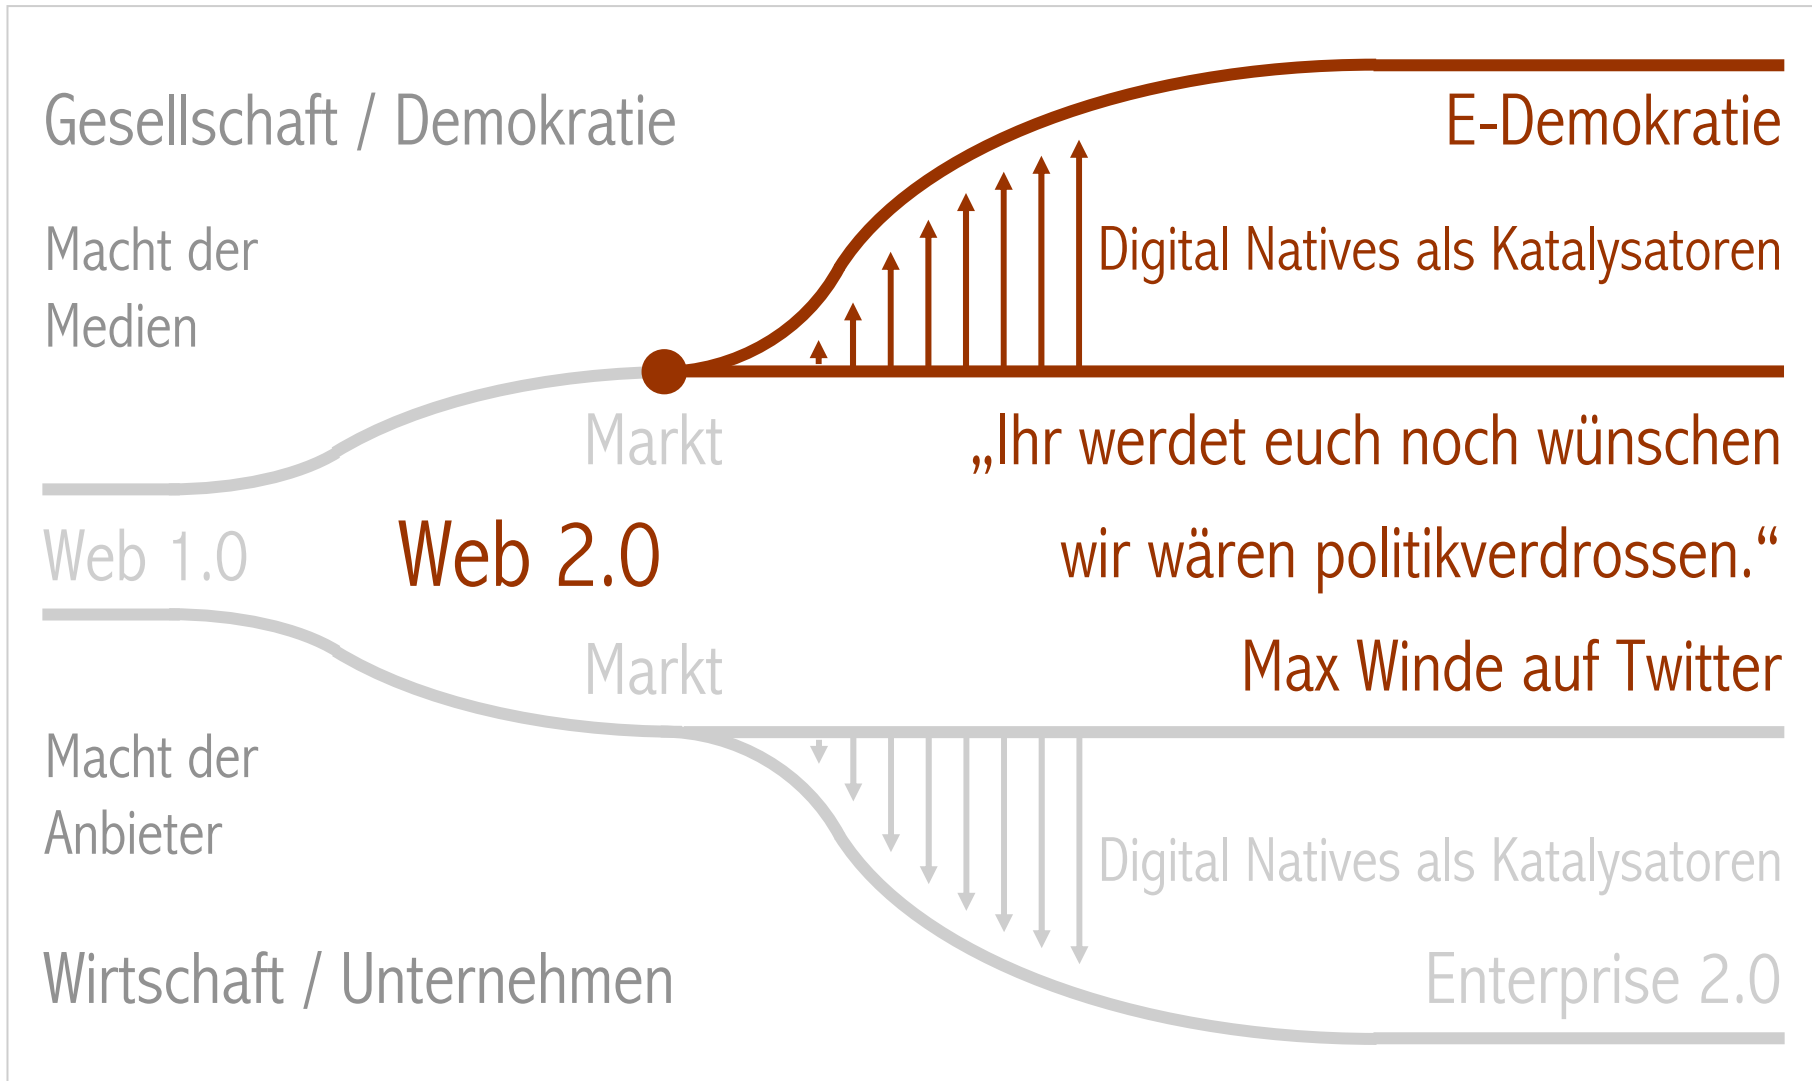 Gesellschaft / Demokratie
E-Demokratie
Macht der
Medien
Digital Natives als Katalysatoren
Markt
„Ihr werdet euch noch wünschen
wir wären politikverdrossen.“
Max Winde auf Twitter
Web 1.0
Web 2.0
Markt
Macht der
Anbieter
Digital Natives als Katalysatoren
Wirtschaft / Unternehmen
Enterprise 2.0